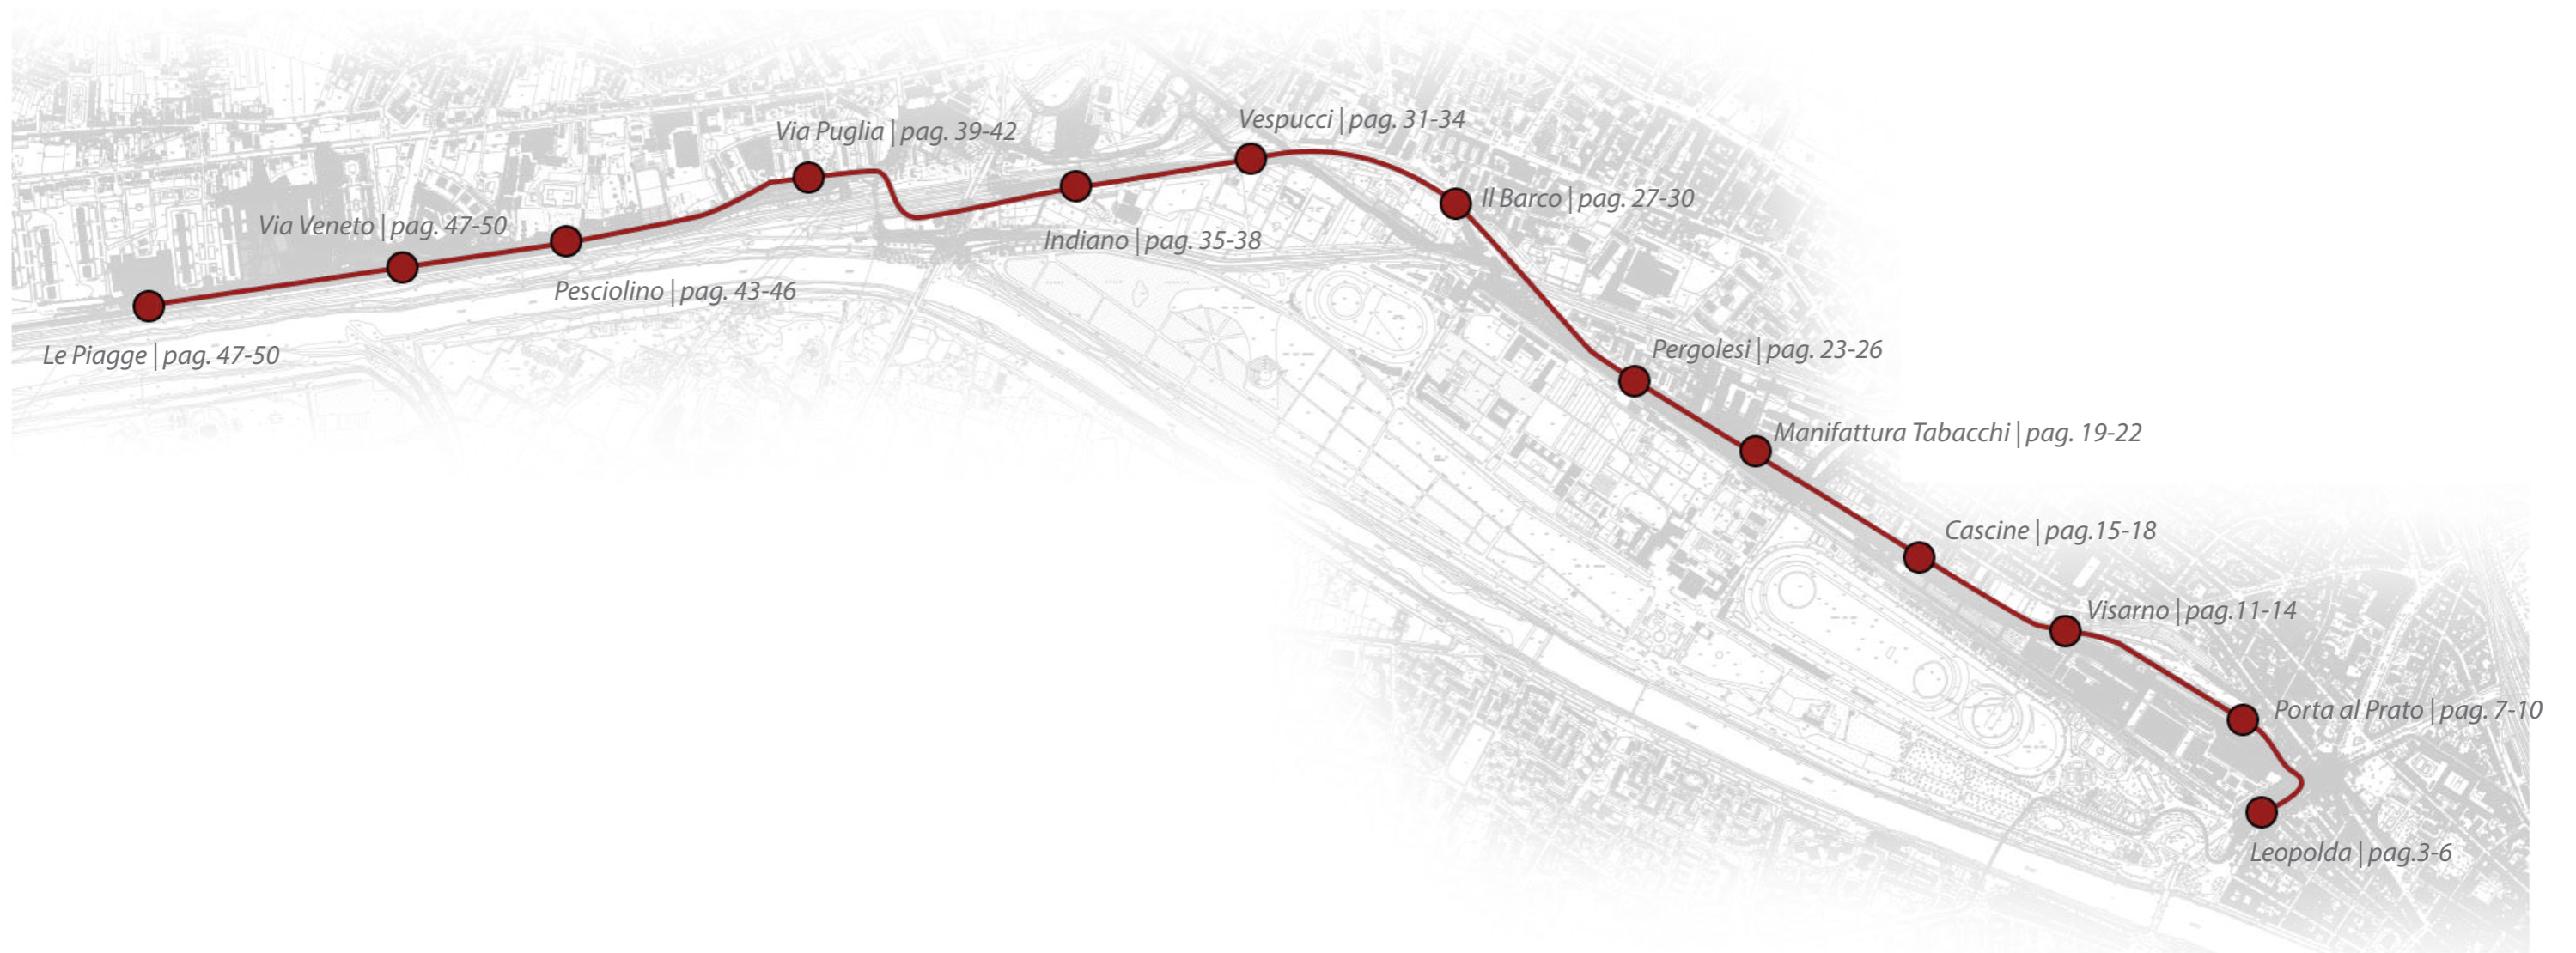 Vespucci | pag. 31-34
Via Puglia | pag. 39-42
Il Barco | pag. 27-30
Via Veneto | pag. 47-50
Indiano | pag. 35-38
Pesciolino | pag. 43-46
Le Piagge | pag. 47-50
Pergolesi | pag. 23-26
Manifattura Tabacchi | pag. 19-22
Cascine | pag.15-18
Visarno | pag.11-14
Porta al Prato | pag. 7-10
Leopolda | pag.3-6